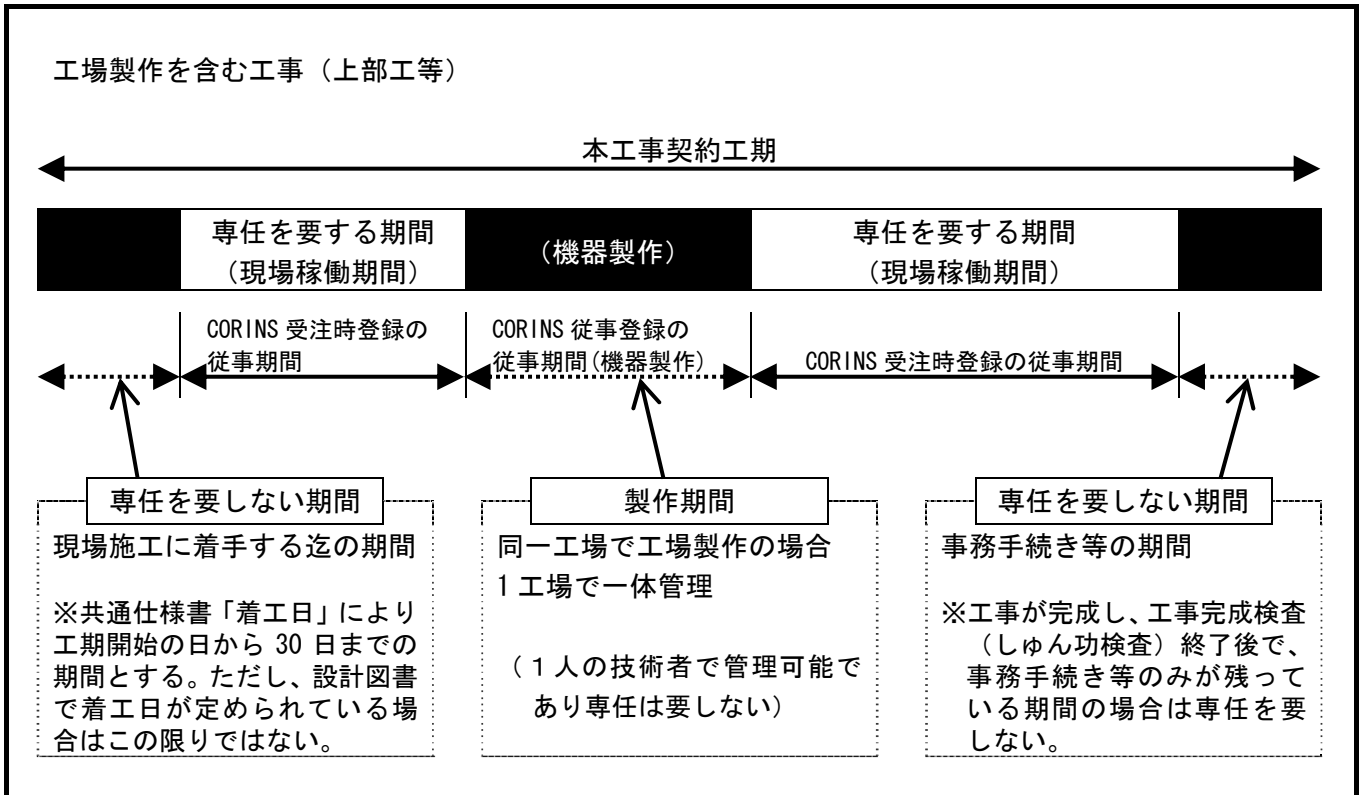 工場製作を含む工事（上部工等）
本工事契約工期
専任を要する期間
（現場稼働期間）
（機器製作）
専任を要する期間
（現場稼働期間）
CORINS 受注時登録の
従事期間
CORINS 従事登録の
従事期間（機器製作）
CORINS 受注時登録の従事期間
専任を要しない期間
現場施工に着手する迄の期間
※共通仕様書「着工日」により
工期開始の日から 30 日までの
期間とする。ただし、設計図書
で着工日が定められている場
合はこの限りではない。
製作期間
同一工場で工場製作の場合
1 工場で一体管理
（１人の技術者で管理可能で
あり専任は要しない）
専任を要しない期間
事務手続き等の期間
※工事が完成し、工事完成検査
（しゅん功検査）終了後で、
事務手続き等のみが残って
いる期間の場合は専任を要
しない。